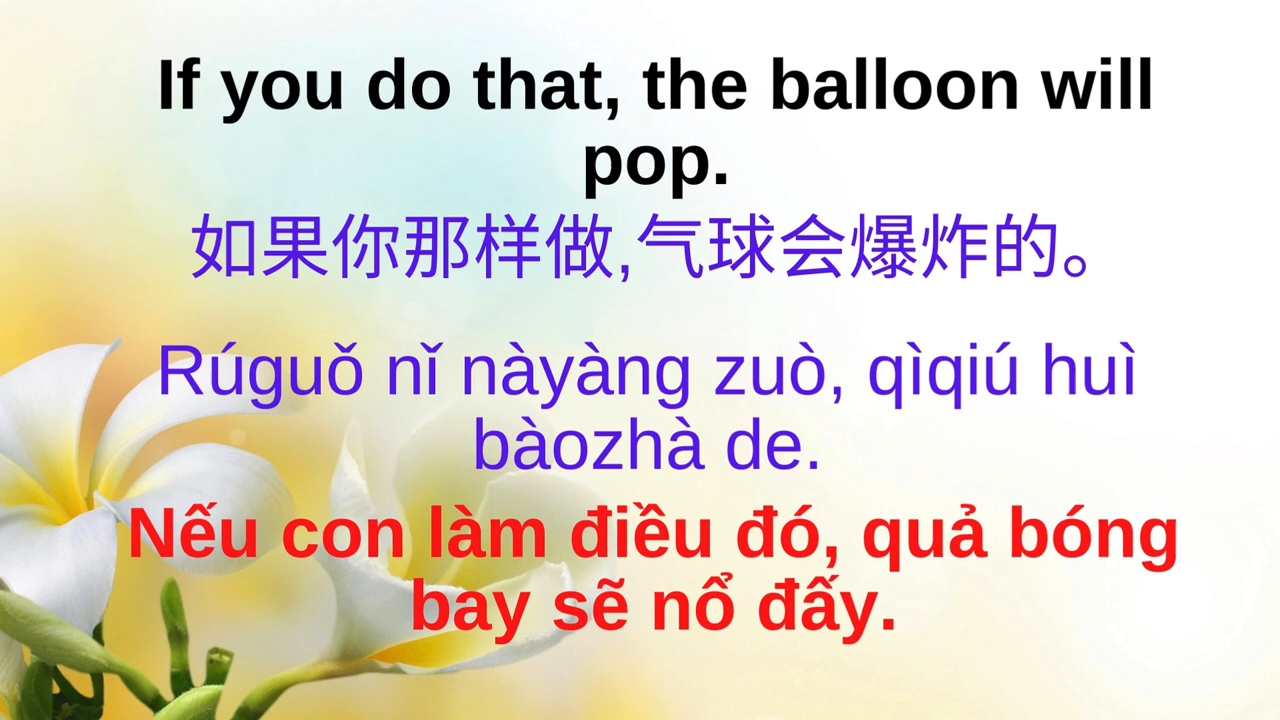 If you do that, the balloon will
pop.
如果你那样做,气球会爆炸的。
Rúguǒ nǐ nàyàng zuò, qìqiú huì
bàozhà de.
Nếu con làm điều đó, quả bóng
bay sẽ nổ đấy.